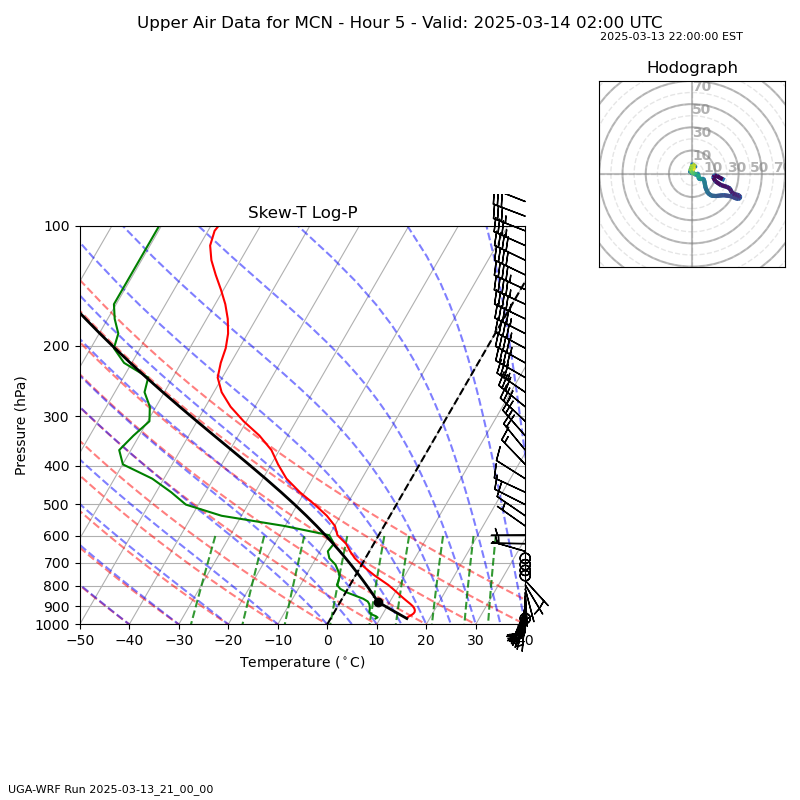 Upper Air Data for MCN - Hour 5 - Valid: 2025-03-14 02:00 UTC
2025-03-13 22:00:00 EST
Hodograph
70
50
30
10
10 30 50 7
Skew-T Log-P
100
200
300
400
500
600
700
800
900
1000
Pressure (hPa)
−50 −40 −30 −20 −10 0 10 20 30 40
Temperature (°C)
UGA-WRF Run 2025-03-13_21_00_00